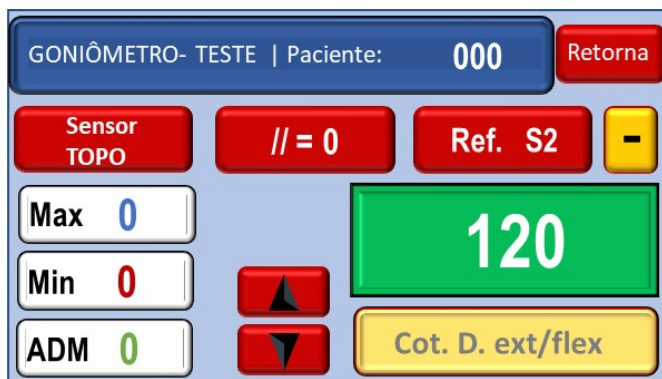 GONIÔMETRO- TESTE | Paciente: 000 Retorna
Sensor
TOPO
// = 0
Ref. S2
-
Max 0
120
Min 0
ADM 0
Cot. D. ext/flex